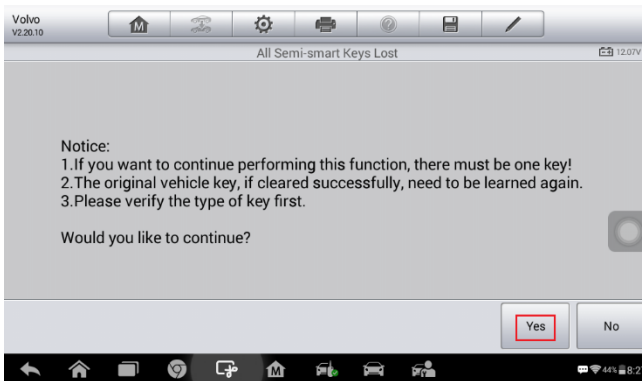 Volvo
V2.20.10
M
All Semi-smart Keys Lost
12.07V
Notice:
1.If you want to continue performing this function, there must be one key!
2.The original vehicle key, if cleared successfully, need to be learned again.
3.Please verify the type of key first.
Would you like to continue?
Yes
No
M
44%